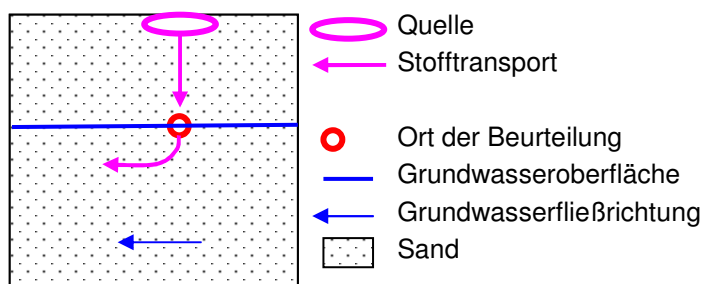 Quelle
Stofftransport
Ort der Beurteilung
Grundwasseroberfläche
Grundwasserfließrichtung
Sand